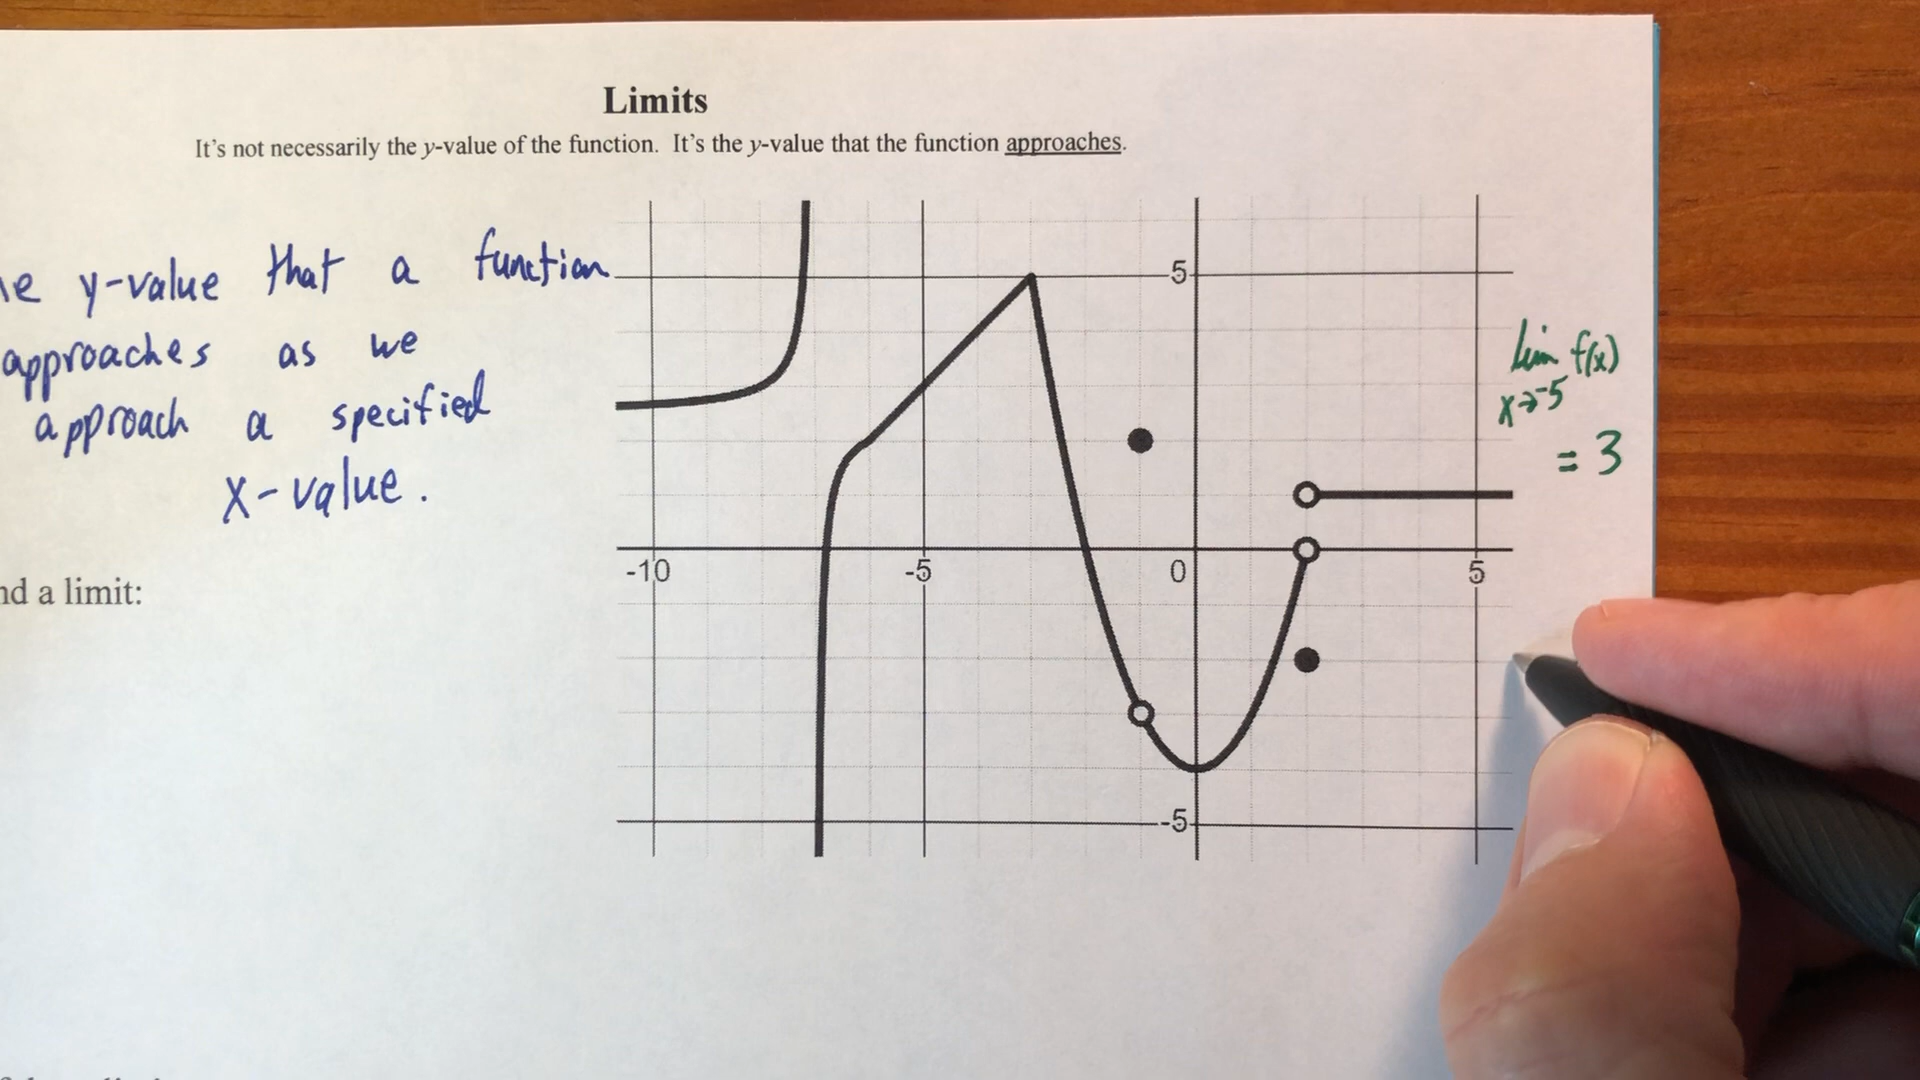 Limits
It's not necessarily the y-value of the function. It's the y-value that the function approaches.
y-value that a function
approaches as we
approach a specified
x-value.
a limit:
5
-10 -5 0 5
-5
lim f(x)
x→-5
= 3